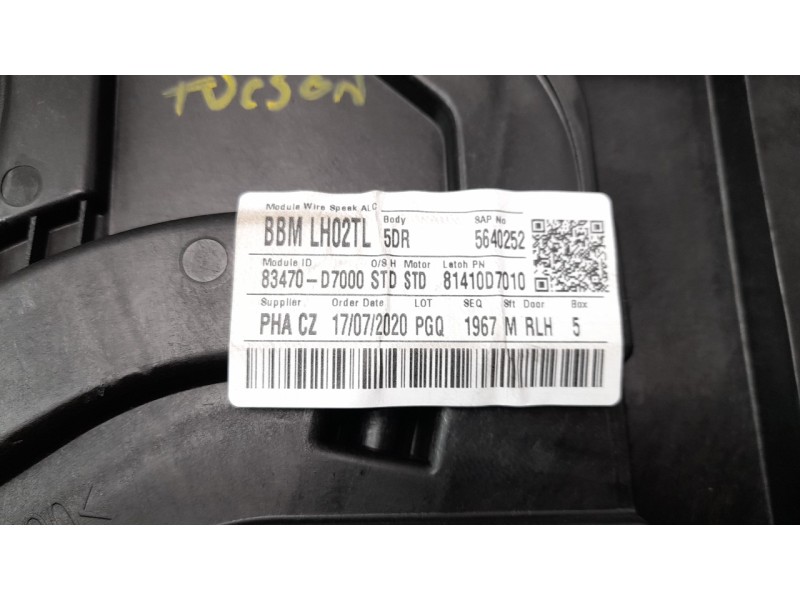 TUCSON
Module Wire Speak ALC Body SAP No
BBM LH02TL 5DR 5640252
Module ID O/SH Motor Latch PN
83470-D7000 STD STD 81410D7010
Supplier Order Date LOT SEQ Sft Door Box
PHA CZ 17/07/2020 PGQ 1967 M RLH 5